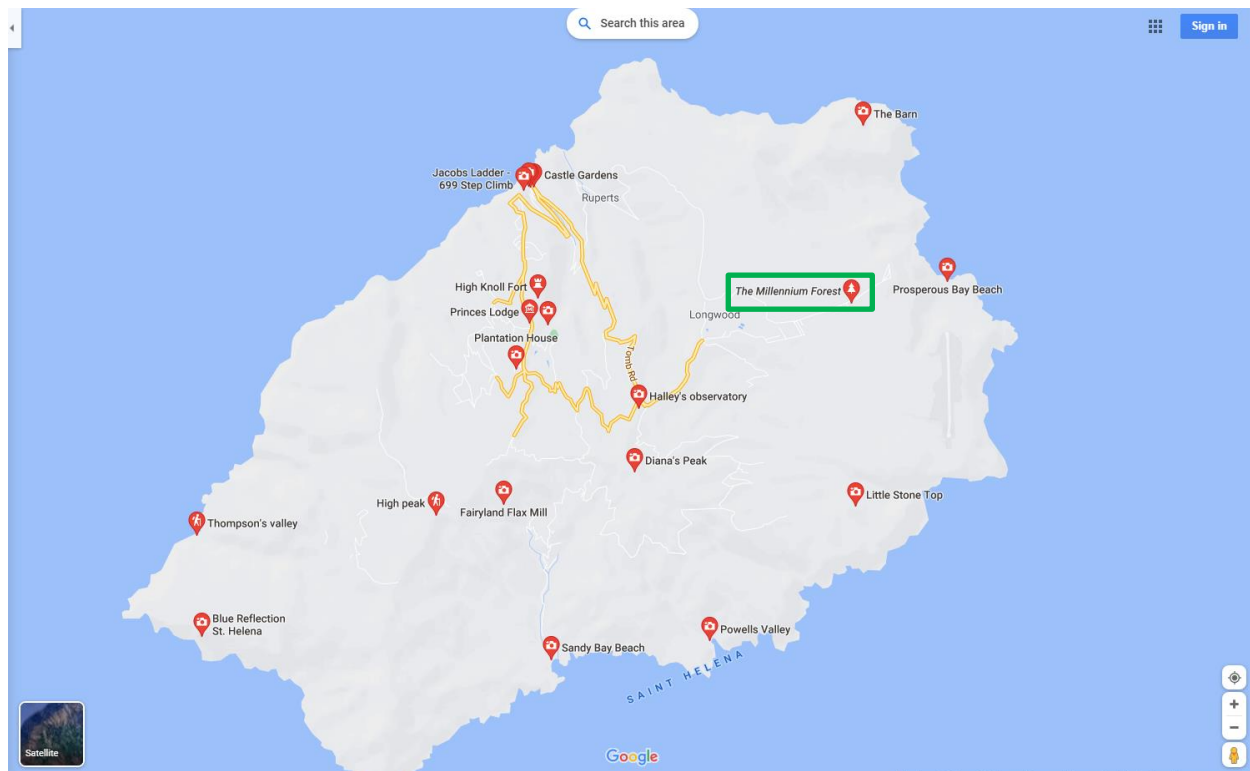 Search this area
Sign in
The Barn
Jacobs Ladder -
699 Step Climb
Castle Gardens
Ruperts
High Knoll Fort
The Millennium Forest
Prosperous Bay Beach
Princes Lodge
Longwood
Plantation House
Tomb Rd
Halley's observatory
Diana's Peak
High peak
Fairyland Flax Mill
Little Stone Top
Thompson's valley
Blue Reflection
St. Helena
Powells Valley
Sandy Bay Beach
SAINT HELENA
Satellite
Google